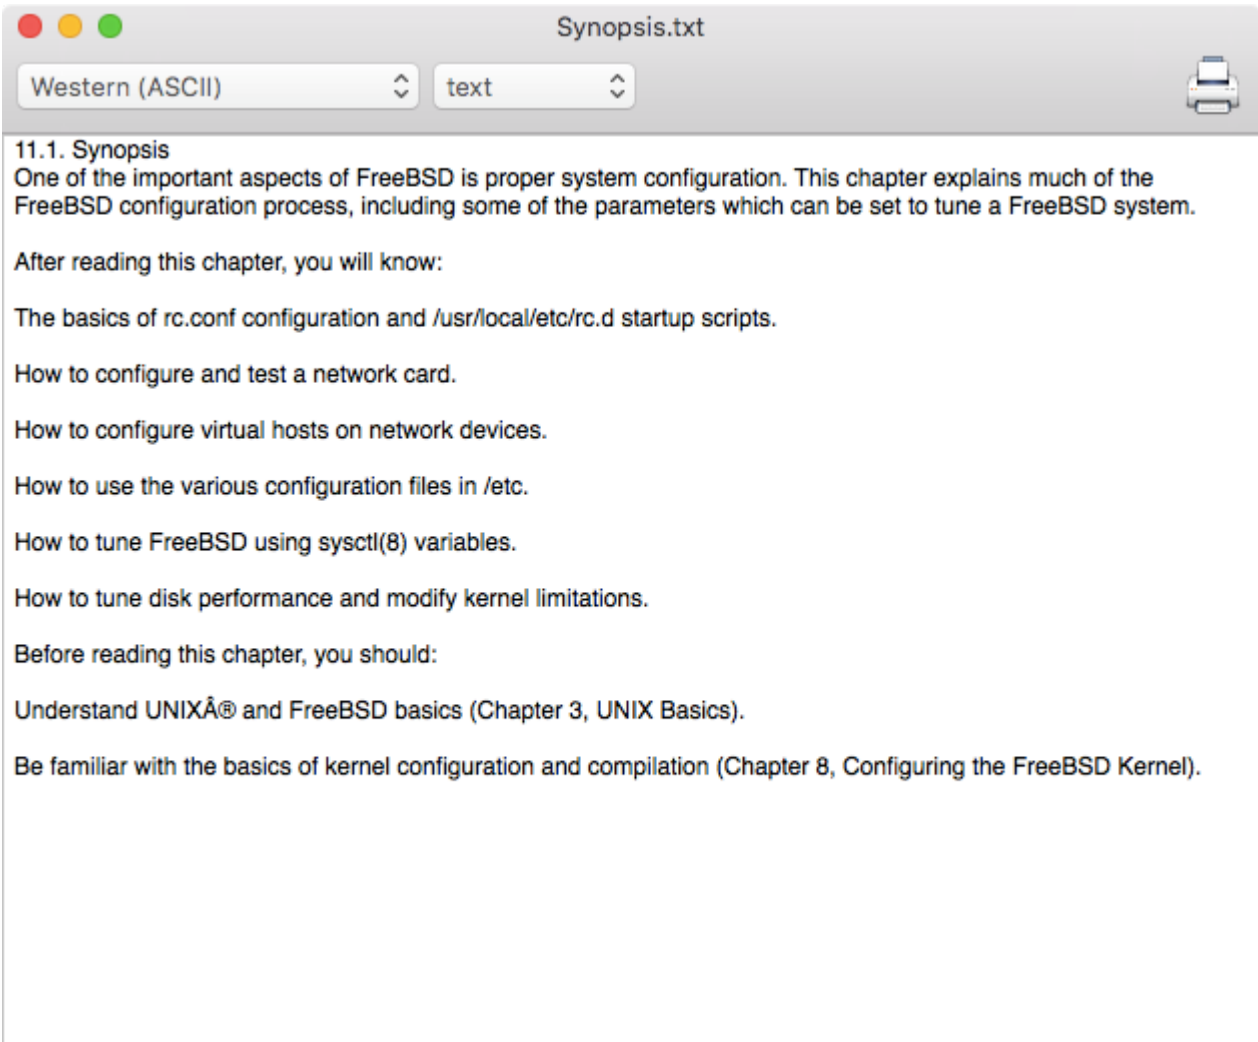 Synopsis.txt
Western (ASCII)
text
11.1. Synopsis
One of the important aspects of FreeBSD is proper system configuration. This chapter explains much of the
FreeBSD configuration process, including some of the parameters which can be set to tune a FreeBSD system.
After reading this chapter, you will know:
The basics of rc.conf configuration and /usr/local/etc/rc.d startup scripts.
How to configure and test a network card.
How to configure virtual hosts on network devices.
How to use the various configuration files in /etc.
How to tune FreeBSD using sysctl(8) variables.
How to tune disk performance and modify kernel limitations.
Before reading this chapter, you should:
Understand UNIXÂ® and FreeBSD basics (Chapter 3, UNIX Basics).
Be familiar with the basics of kernel configuration and compilation (Chapter 8, Configuring the FreeBSD Kernel).